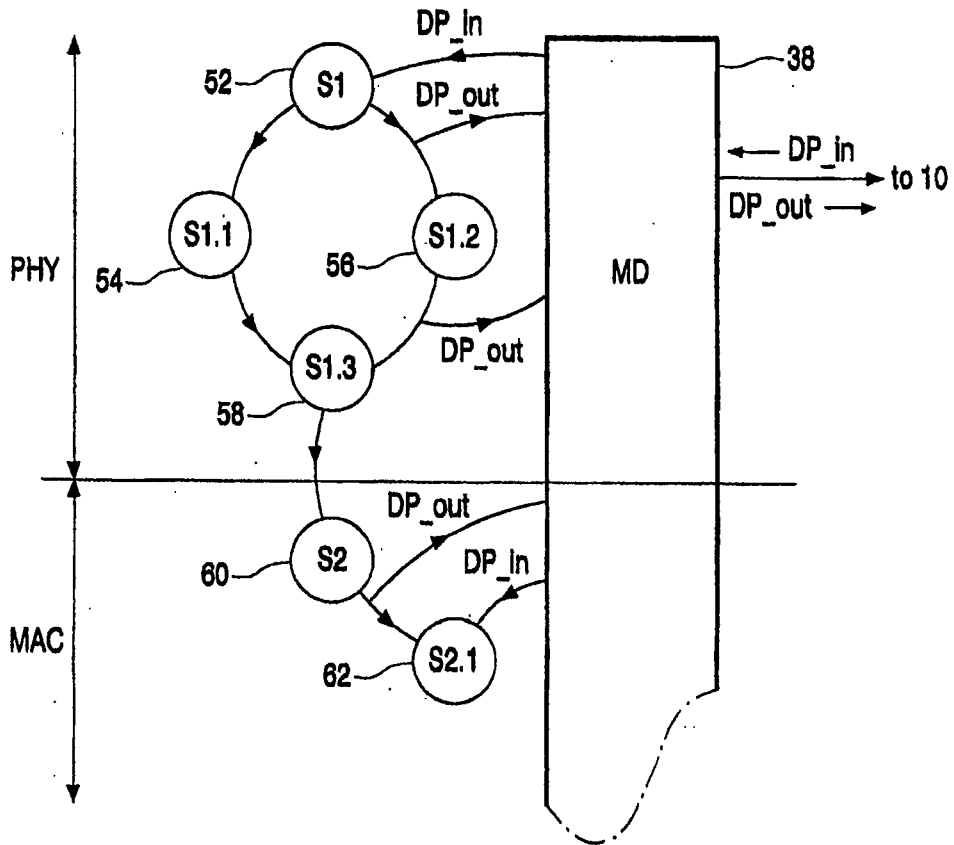 DP_in
52
S1
38
DP_out
DP_in
to 10
DP_out
S1.1
S1.2
PHY
54
56
MD
DP_out
S1.3
58
DP_out
S2
DP_in
60
MAC
S2.1
62